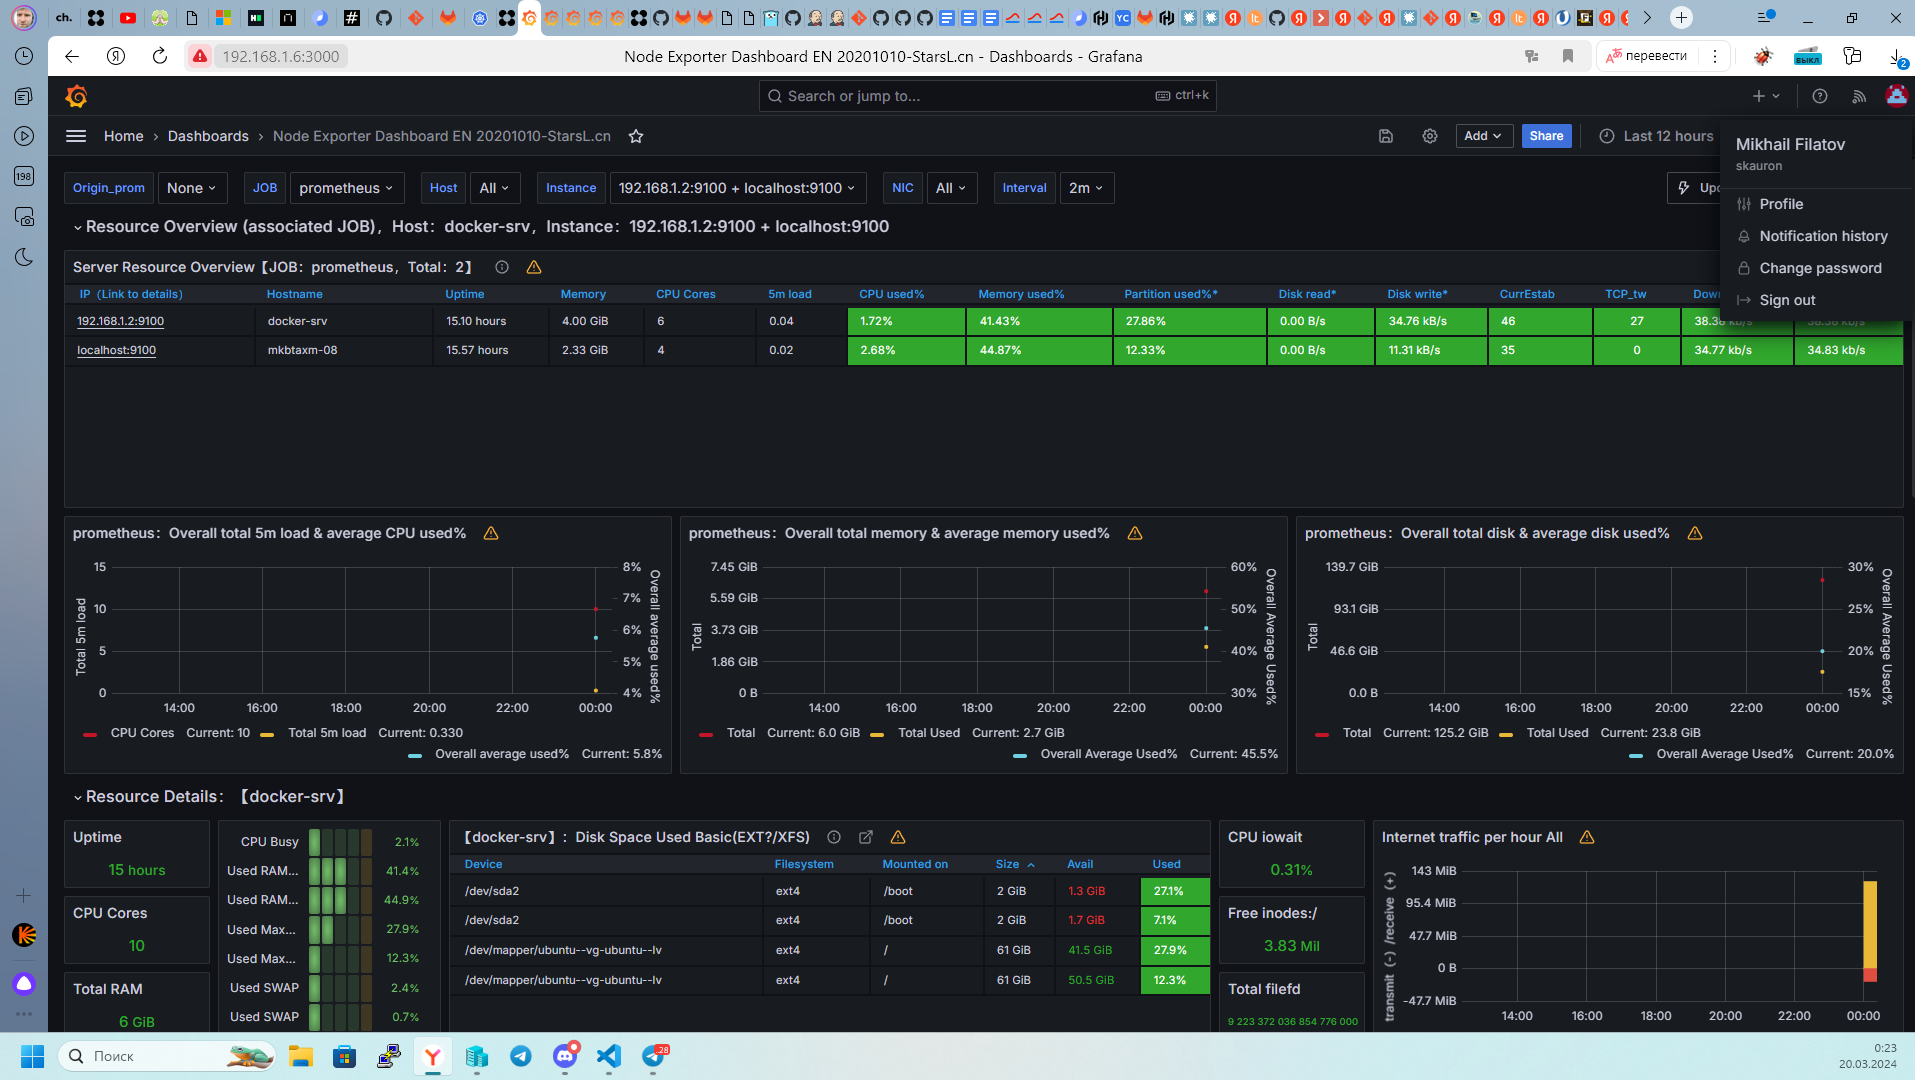 ch.
192.168.1.6:3000
Node Exporter Dashboard EN 20201010-StarsL.cn - Dashboards - Grafana
перевести
выкл
2
198
Search or jump to...
ctrl+k
Home › Dashboards › Node Exporter Dashboard EN 20201010-StarsL.cn
Add
Share
Last 12 hours
Mikhail Filatov
skauron
Profile
Notification history
Change password
Sign out
Origin_prom None JOB prometheus Host All Instance 192.168.1.2:9100 + localhost:9100 NIC All Interval 2m
Resource Overview (associated JOB)，Host：docker-srv，Instance：192.168.1.2:9100 + localhost:9100
Server Resource Overview【JOB：prometheus，Total：2】
IP（Link to details） Hostname Uptime Memory CPU Cores 5m load CPU used% Memory used% Partition used%* Disk read* Disk write* CurrEstab TCP_tw
192.168.1.2:9100 docker-srv 15.10 hours 4.00 GiB 6 0.04 1.72% 41.43% 27.86% 0.00 B/s 34.76 kB/s 46 27 38.38 kb/s 38.38 kb/s
localhost:9100 mkbtaxm-08 15.57 hours 2.33 GiB 4 0.02 2.68% 44.87% 12.33% 0.00 B/s 11.31 kB/s 35 0 34.77 kb/s 34.83 kb/s
prometheus：Overall total 5m load & average CPU used%
Total 5m load
15
10
5
0
8%
7%
6%
5%
4%
Overall average used%
14:00 16:00 18:00 20:00 22:00 00:00
CPU Cores Current: 10 Total 5m load Current: 0.330
Overall average used% Current: 5.8%
prometheus：Overall total memory & average memory used%
Total
7.45 GiB
5.59 GiB
3.73 GiB
1.86 GiB
0 B
60%
50%
40%
30%
Overall Average Used%
14:00 16:00 18:00 20:00 22:00 00:00
Total Current: 6.0 GiB Total Used Current: 2.7 GiB
Overall Average Used% Current: 45.5%
prometheus：Overall total disk & average disk used%
Total
139.7 GiB
93.1 GiB
46.6 GiB
0.0 B
30%
25%
20%
15%
Overall Average Used%
14:00 16:00 18:00 20:00 22:00 00:00
Total Current: 125.2 GiB Total Used Current: 23.8 GiB
Overall Average Used% Current: 20.0%
Resource Details：【docker-srv】
Uptime
15 hours
CPU Cores
10
Total RAM
6 GiB
CPU Busy 2.1%
Used RAM... 41.4%
Used RAM... 44.9%
Used Max... 27.9%
Used Max... 12.3%
Used SWAP 2.4%
Used SWAP 0.7%
【docker-srv】：Disk Space Used Basic(EXT?/XFS)
Device Filesystem Mounted on Size Avail Used
/dev/sda2 ext4 /boot 2 GiB 1.3 GiB 27.1%
/dev/sda2 ext4 /boot 2 GiB 1.7 GiB 7.1%
/dev/mapper/ubuntu--vg-ubuntu--lv ext4 / 61 GiB 41.5 GiB 27.9%
/dev/mapper/ubuntu--vg-ubuntu--lv ext4 / 61 GiB 50.5 GiB 12.3%
CPU iowait
0.31%
Free inodes:/
3.83 Mil
Total filefd
9 223 372 036 854 776 000
Internet traffic per hour All
transmit（-）/receive（+）
143 MiB
95.4 MiB
47.7 MiB
0 B
-47.7 MiB
14:00 16:00 18:00 20:00 22:00 00:00
Поиск
28
0:23
20.03.2024